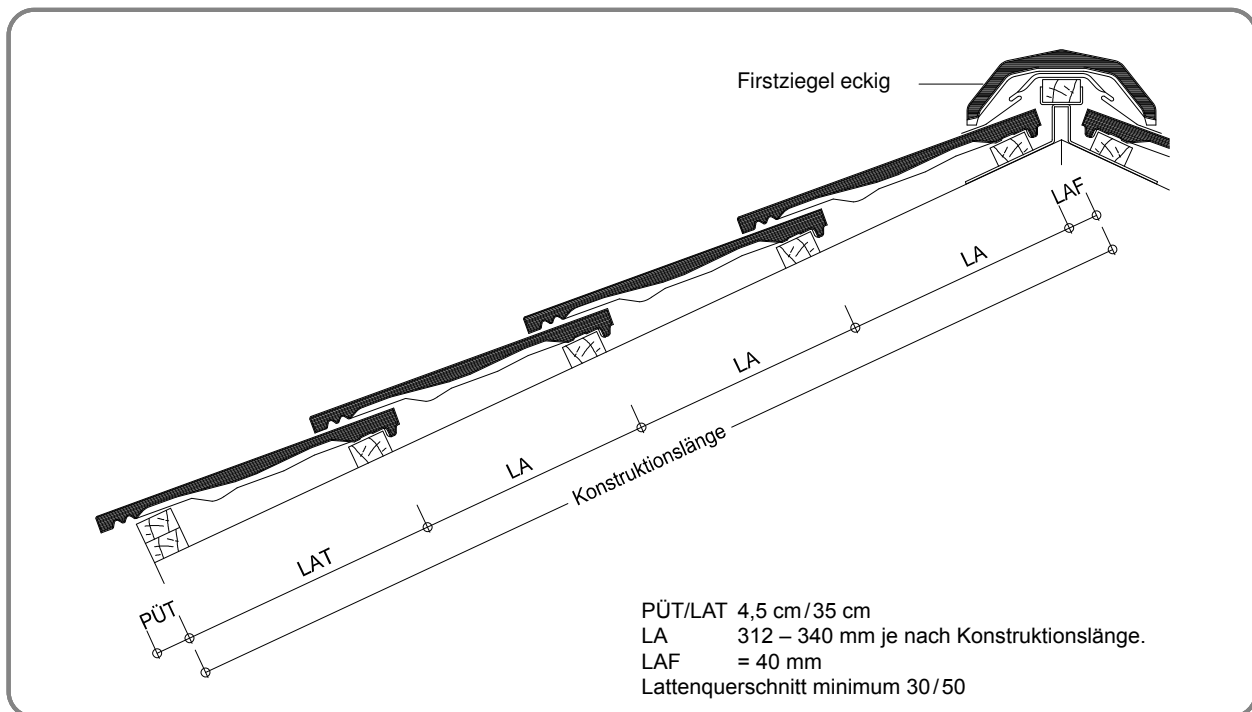 Firstziegel eckig
LAF
LA
LA
LA
Konstruktionslänge
LAT
PÜT
PÜT/LAT 4,5 cm/35 cm
LA 312 – 340 mm je nach Konstruktionslänge.
LAF = 40 mm
Lattenquerschnitt minimum 30/50